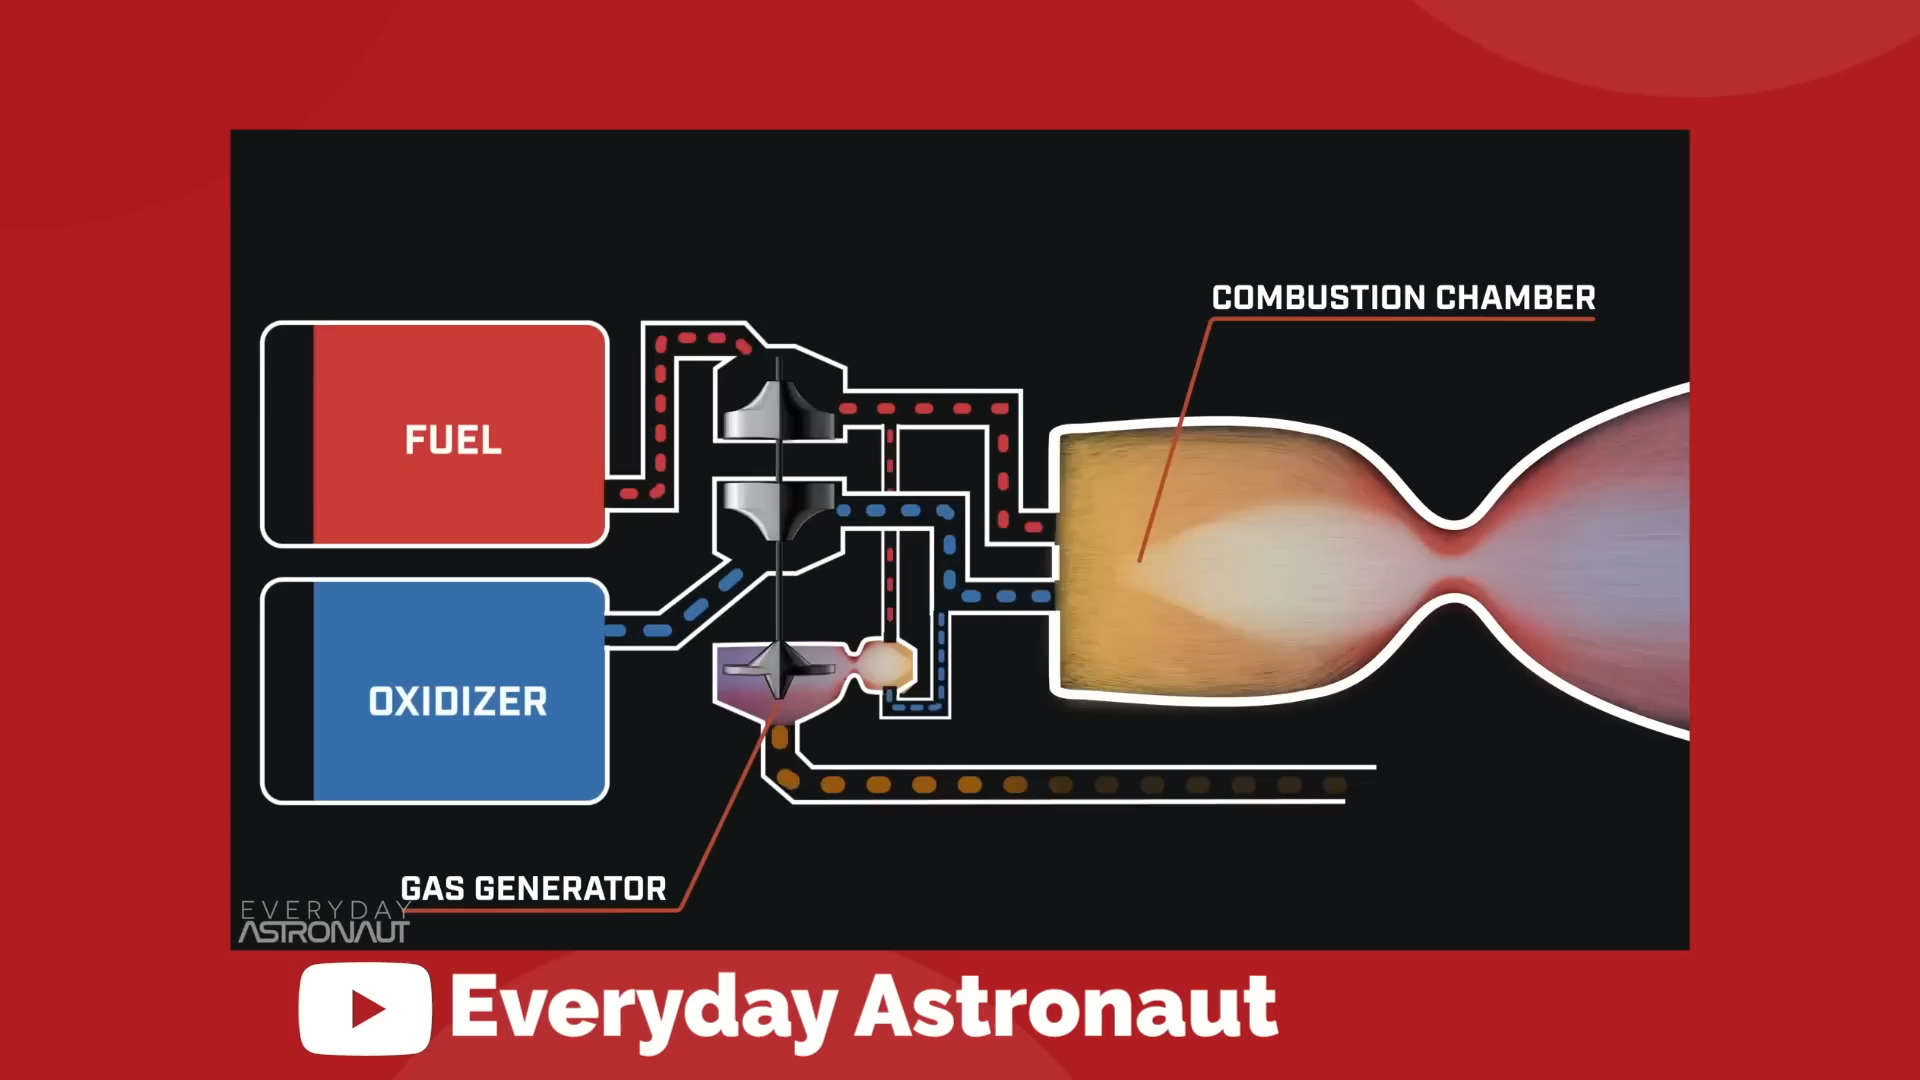 COMBUSTION CHAMBER
FUEL
OXIDIZER
GAS GENERATOR
EVERYDAY
ASTRONAUT
Everyday Astronaut